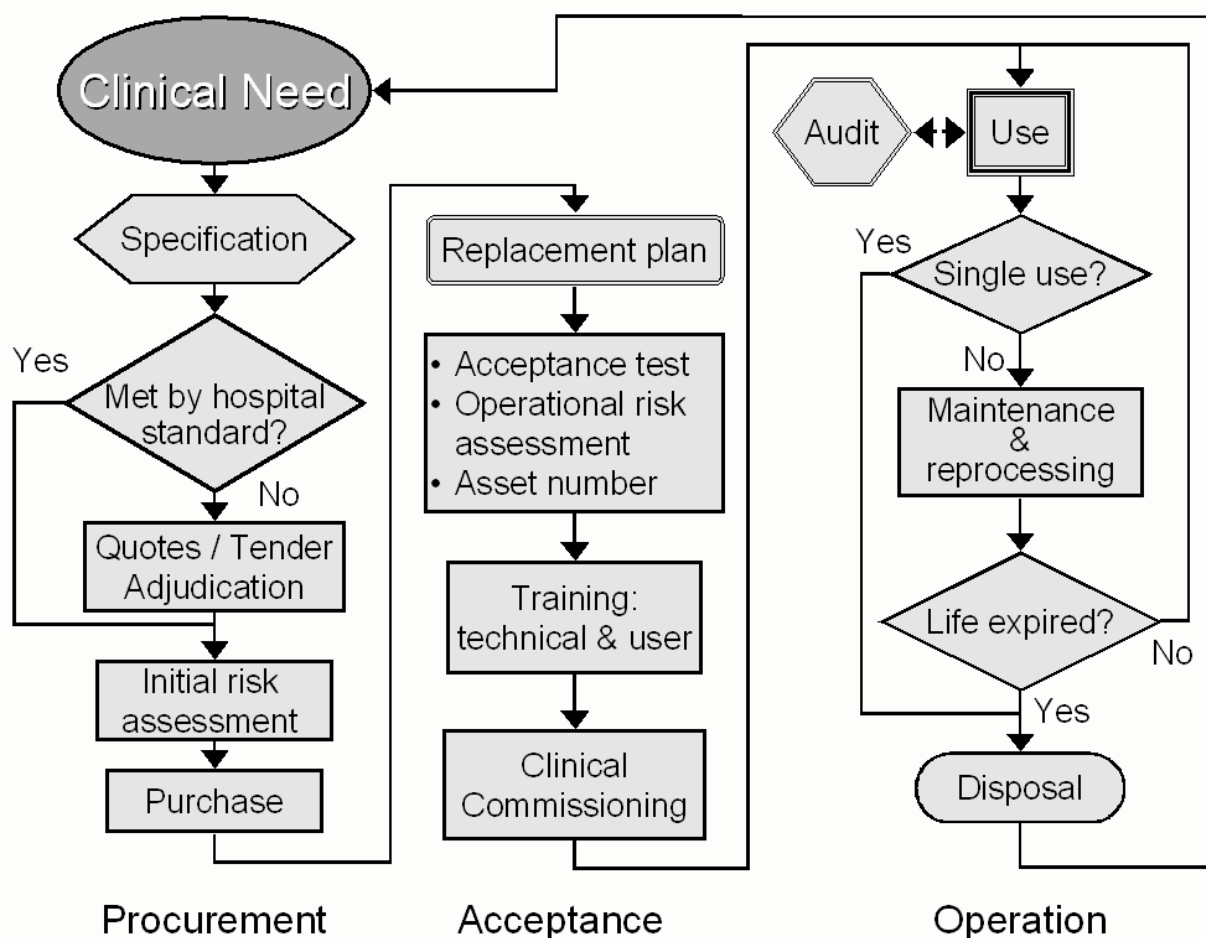 Clinical Need
Specification
Yes
Met by hospital
standard?
No
Quotes / Tender
Adjudication
Initial risk
assessment
Purchase
Procurement
Replacement plan
• Acceptance test
• Operational risk
assessment
• Asset number
Training:
technical & user
Clinical
Commissioning
Acceptance
Audit
Use
Yes
Single use?
No
Maintenance
&
reprocessing
Life expired?
No
Yes
Disposal
Operation